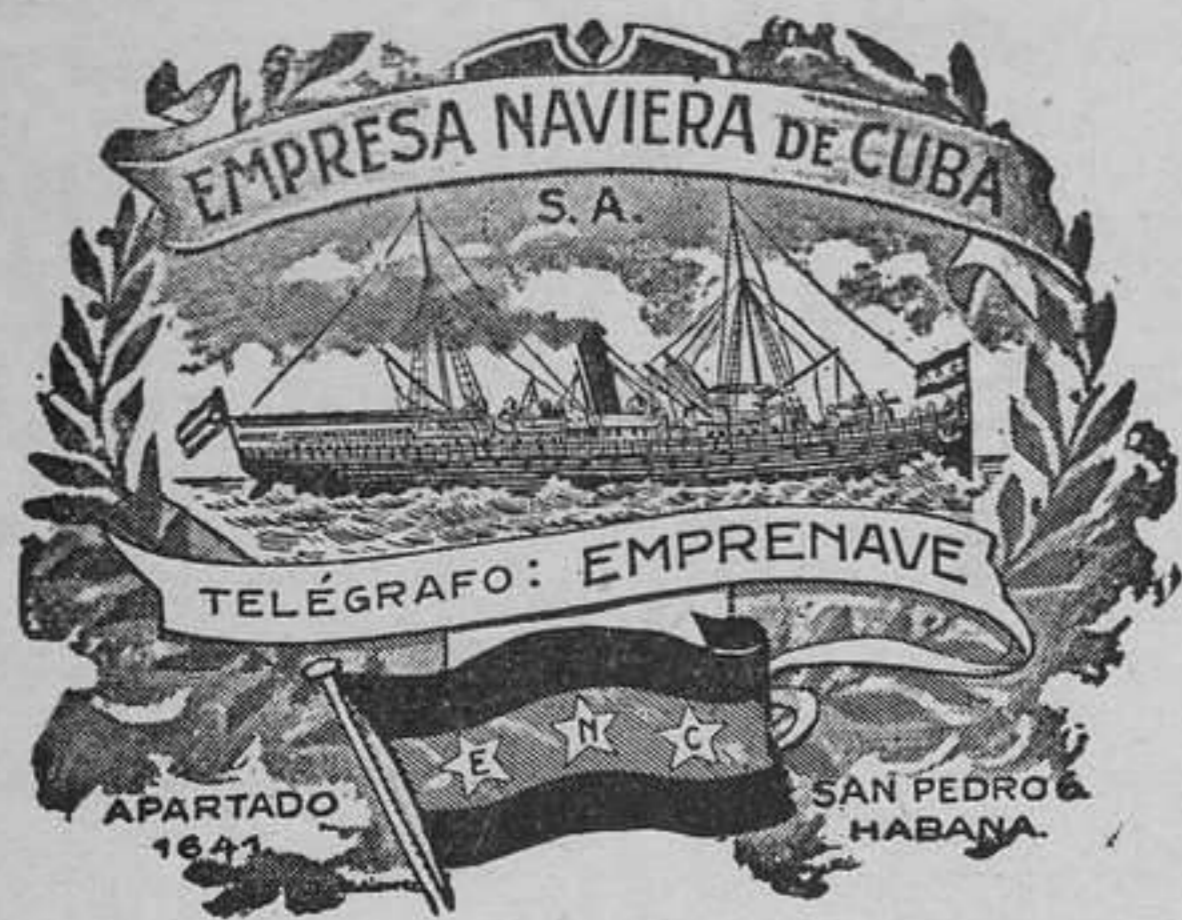 EMPRESA NAVIERA DE CUBA
S. A.
TELÉGRAFO: EMPRENAVE
E N C
APARTADO
1641.
SAN PEDRO 6.
HABANA.